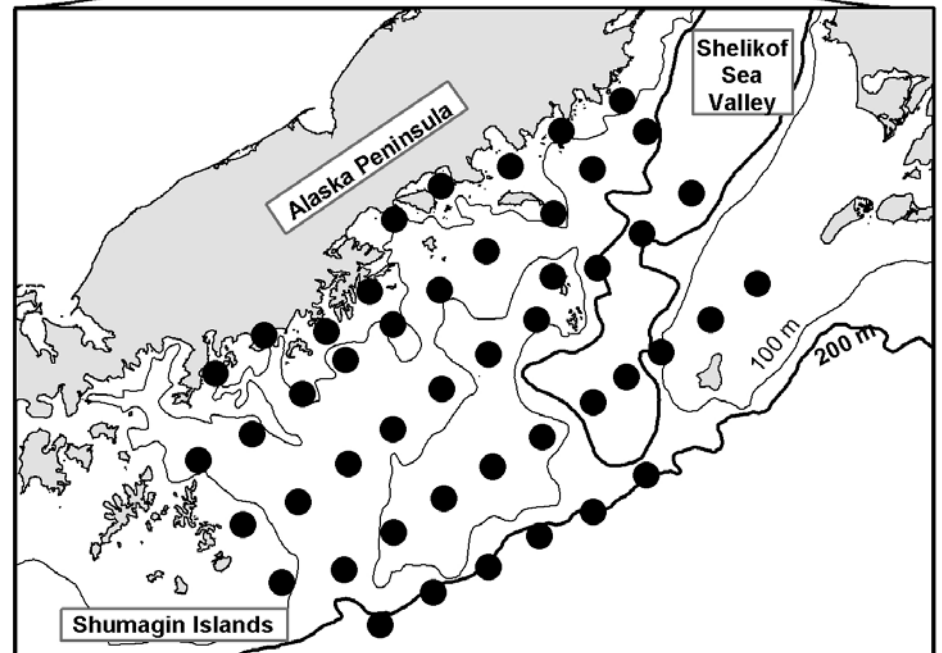 Shelikof
Sea
Valley
Alaska Peninsula
100 m
200 m
Shumagin Islands